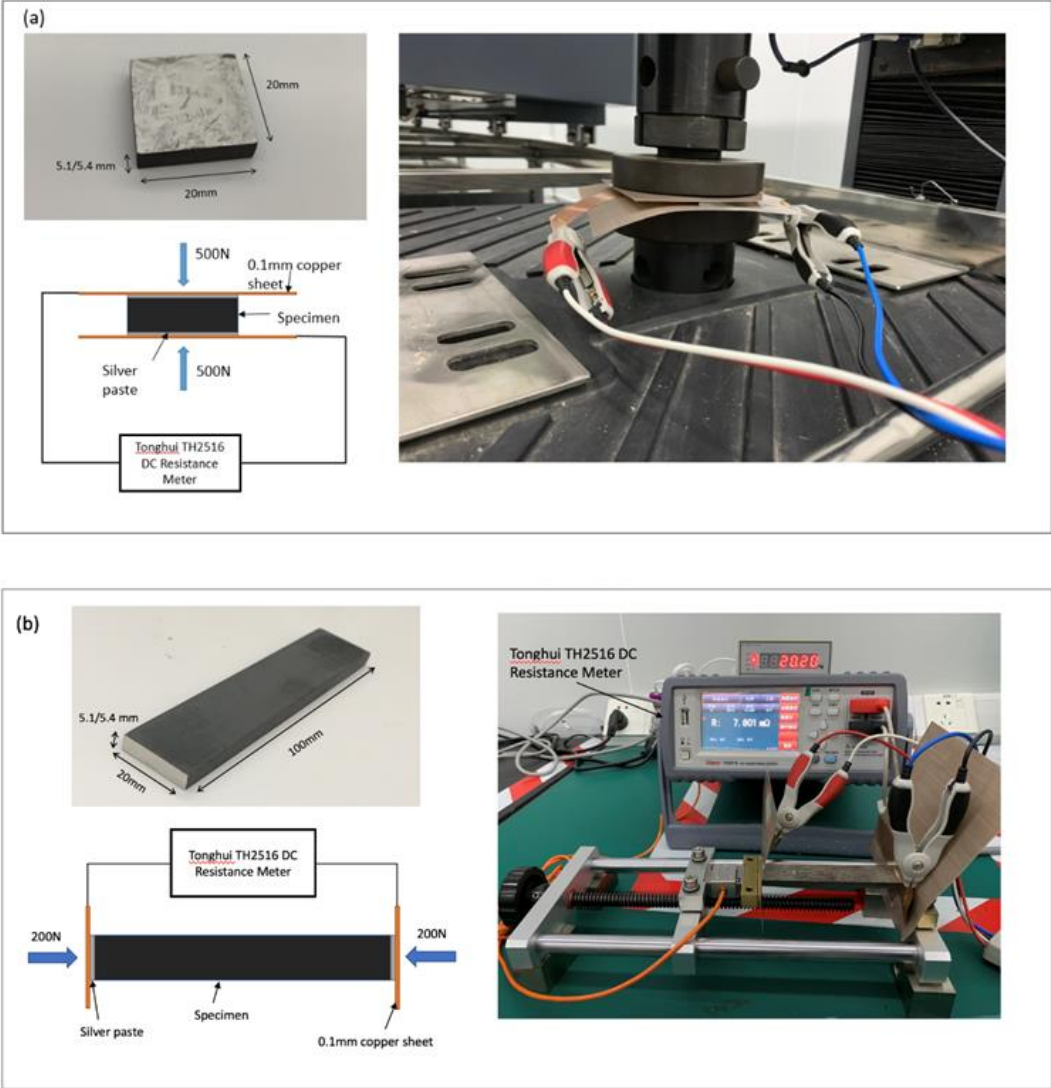 (a)
20mm
5.1/5.4 mm
20mm
500N
0.1mm copper
sheet
Specimen
Silver
paste
500N
Tonghui TH2516
DC Resistance
Meter
(b)
5.1/5.4 mm
20mm
100mm
Tonghui TH2516 DC
Resistance Meter
20.20
R: 7.801 mΩ
Tonghui TH2516 DC
Resistance Meter
200N
200N
Silver paste
Specimen
0.1mm copper sheet